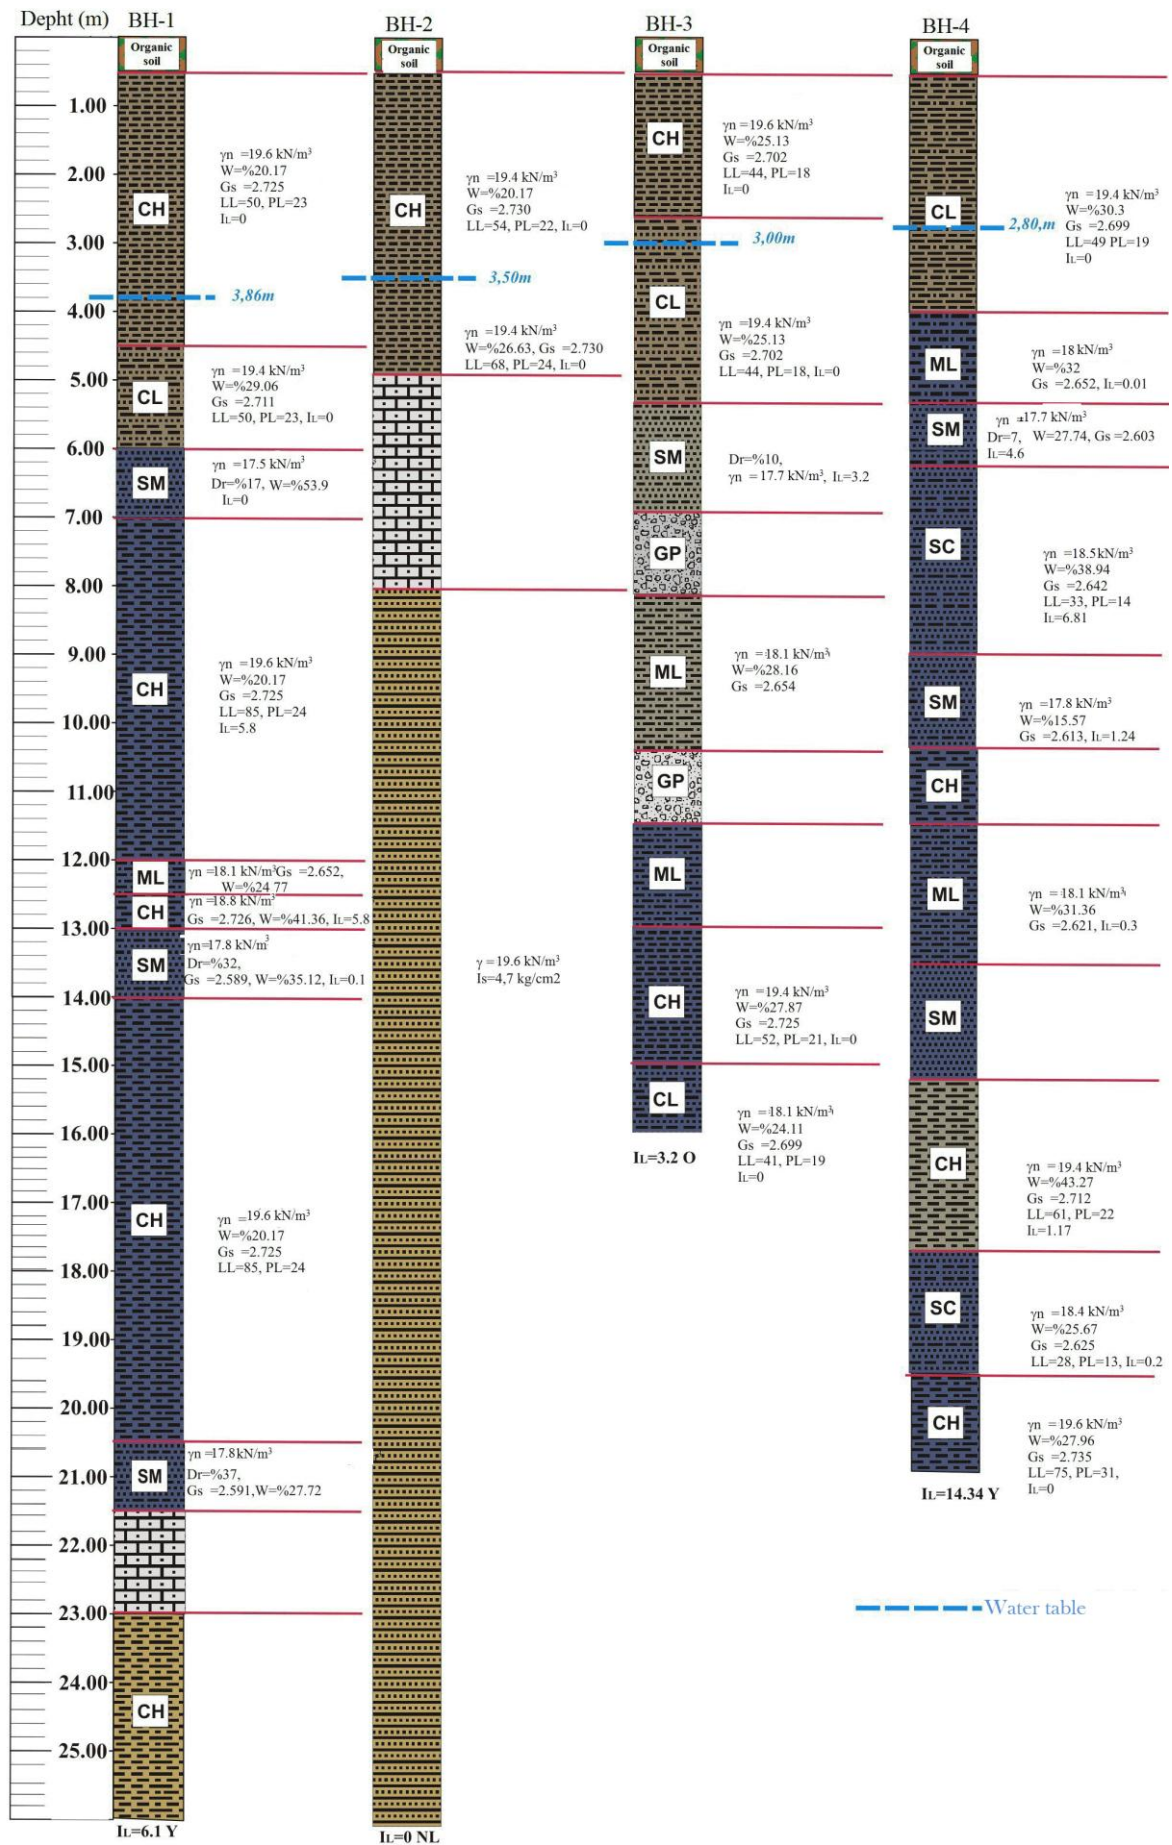 Depht (m)
BH-1
BH-2
BH-3
BH-4
1.00
2.00
3.00
4.00
5.00
6.00
7.00
8.00
9.00
10.00
11.00
12.00
13.00
14.00
15.00
16.00
17.00
18.00
19.00
20.00
21.00
22.00
23.00
24.00
25.00
Organic
soil
CH
γn =19.6 kN/m³
W=%20.17
Gs =2.725
LL=50, PL=23
IL=0
3,86m
CL
γn =19.4 kN/m³
W=%29.06
Gs =2.711
LL=50, PL=23, IL=0
SM
γn =17.5 kN/m³
Dr=%17, W=%53.9
IL=0
CH
γn =19.6 kN/m³
W=%20.17
Gs =2.725
LL=85, PL=24
IL=5.8
ML
γn =18.1 kN/m³Gs =2.652,
W=%24.77
CH
γn =18.8 kN/m³
Gs =2.726, W=%41.36, IL=5.8
SM
γn=17.8 kN/m³
Dr=%32,
Gs =2.589, W=%35.12, IL=0.1
CH
γn =19.6 kN/m³
W=%20.17
Gs =2.725
LL=85, PL=24
SM
γn =17.8 kN/m³
Dr=%37,
Gs =2.591,W=%27.72
CH
IL=6.1 Y
Organic
soil
CH
γn =19.4 kN/m³
W=%20.17
Gs =2.730
LL=54, PL=22, IL=0
3,50m
γn =19.4 kN/m³
W=%26.63, Gs =2.730
LL=68, PL=24, IL=0
γ =19.6 kN/m³
Is=4,7 kg/cm2
IL=0 NL
Organic
soil
CH
γn =19.6 kN/m³
W=%25.13
Gs =2.702
LL=44, PL=18
IL=0
3,00m
CL
γn =19.4 kN/m³
W=%25.13
Gs =2.702
LL=44, PL=18, IL=0
SM
Dr=%10,
γn =17.7 kN/m³, IL=3.2
GP
ML
γn =18.1 kN/m³
W=%28.16
Gs =2.654
GP
ML
CH
γn =19.4 kN/m³
W=%27.87
Gs =2.725
LL=52, PL=21, IL=0
CL
γn =18.1 kN/m³
W=%24.11
Gs =2.699
LL=41, PL=19
IL=0
IL=3.2 O
Organic
soil
CL
γn =19.4 kN/m³
W=%30.3
Gs =2.699
LL=49 PL=19
IL=0
2,80,m
ML
γn =18 kN/m³
W=%32
Gs =2.652, IL=0.01
SM
γn =17.7 kN/m³
Dr=7, W=27.74, Gs =2.603
IL=4.6
SC
γn =18.5 kN/m³
W=%38.94
Gs =2.642
LL=33, PL=14
IL=6.81
SM
γn =17.8 kN/m³
W=%15.57
Gs =2.613, IL=1.24
CH
ML
γn =18.1 kN/m³
W=%31.36
Gs =2.621, IL=0.3
SM
CH
γn =19.4 kN/m³
W=%43.27
Gs =2.712
LL=61, PL=22
IL=1.17
SC
γn =18.4 kN/m³
W=%25.67
Gs =2.625
LL=28, PL=13, IL=0.2
CH
γn =19.6 kN/m³
W=%27.96
Gs =2.735
LL=75, PL=31,
IL=0
IL=14.34 Y
Water table